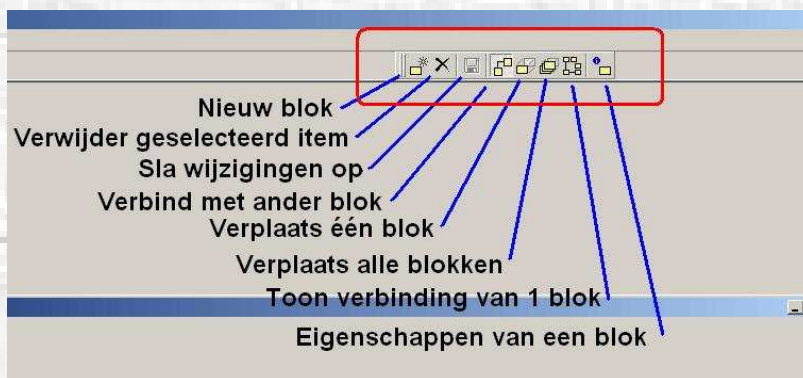 Nieuw blok
Verwijder geselecteerd item
Sla wijzigingen op
Verbind met ander blok
Verplaats één blok
Verplaats alle blokken
Toon verbinding van 1 blok
Eigenschappen van een blok